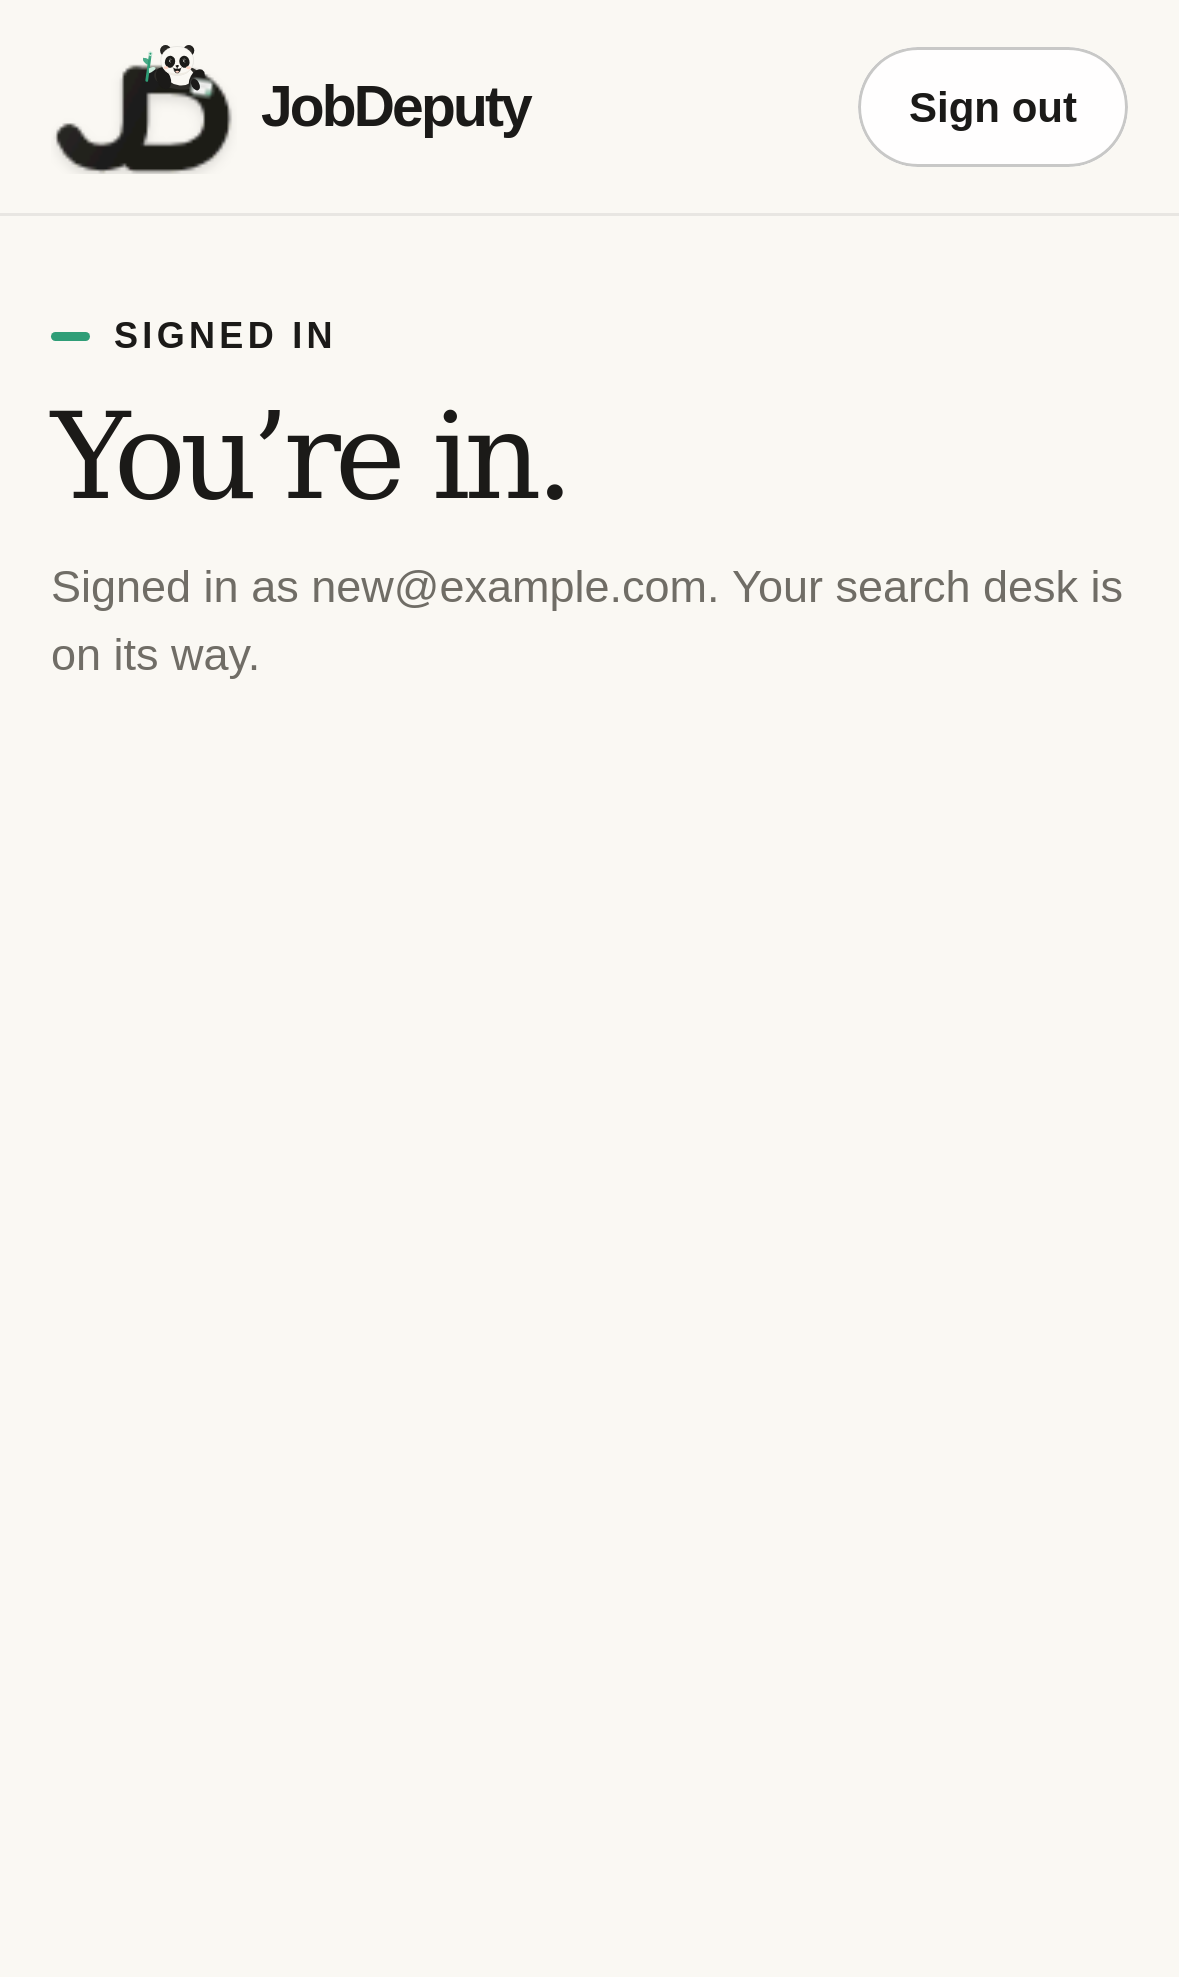 JD JobDeputy
Sign out
SIGNED IN
You’re in.
Signed in as new@example.com. Your search desk is
on its way.